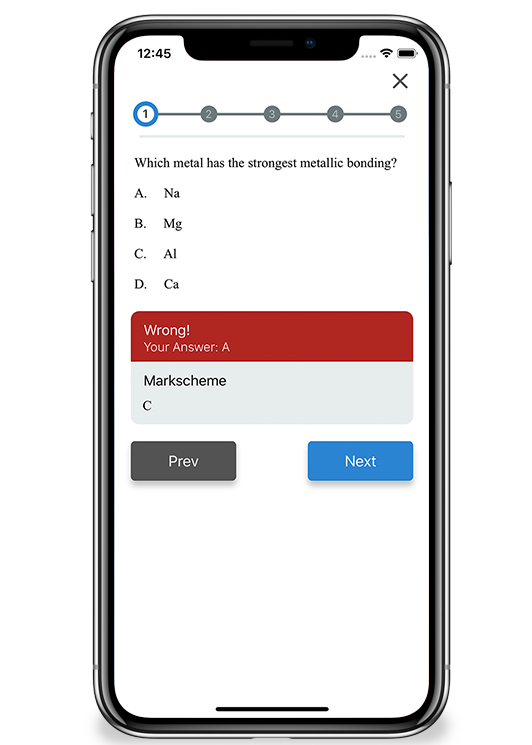 12:45
1 2 3 4 5
Which metal has the strongest metallic bonding?
A. Na
B. Mg
C. Al
D. Ca
Wrong!
Your Answer: A
Markscheme
C
Prev Next